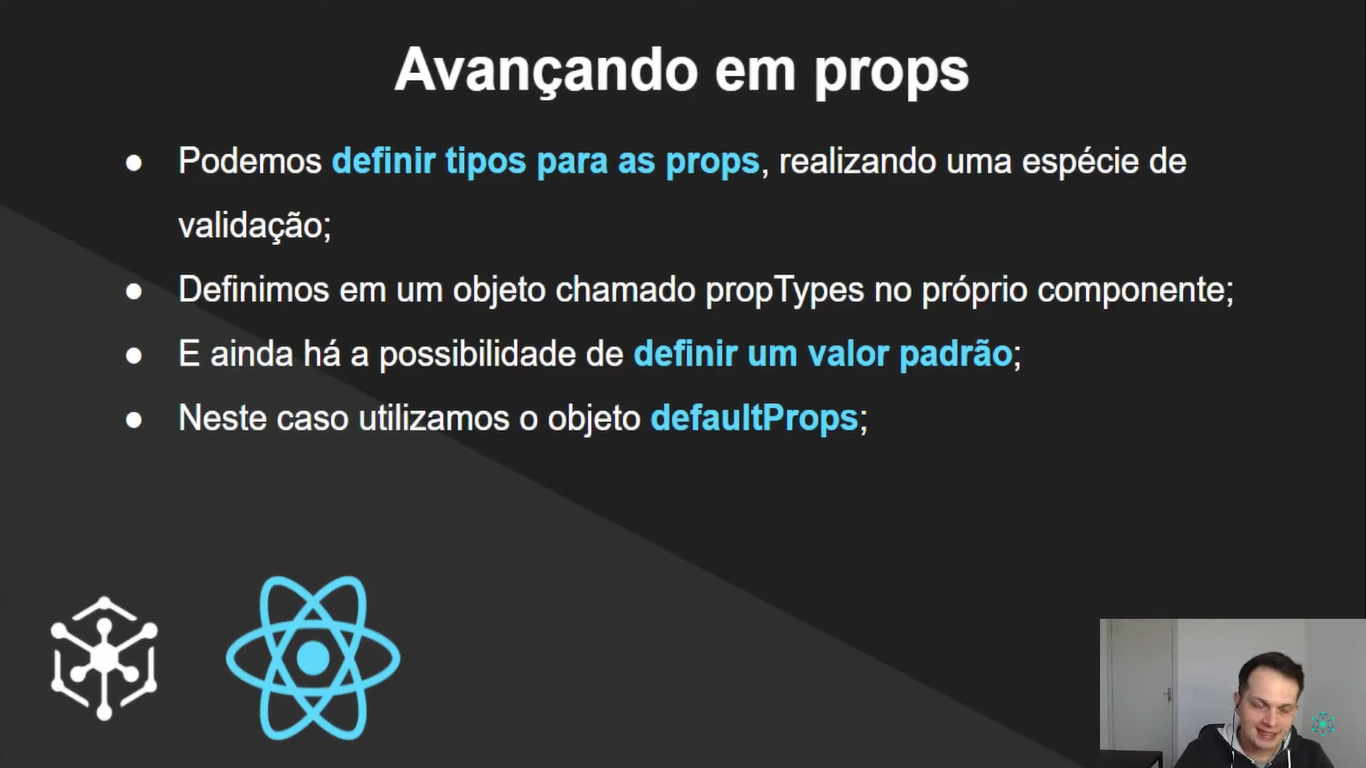 Avançando em props
● Podemos definir tipos para as props, realizando uma espécie de
validação;
● Definimos em um objeto chamado propTypes no próprio componente;
● E ainda há a possibilidade de definir um valor padrão;
● Neste caso utilizamos o objeto defaultProps;